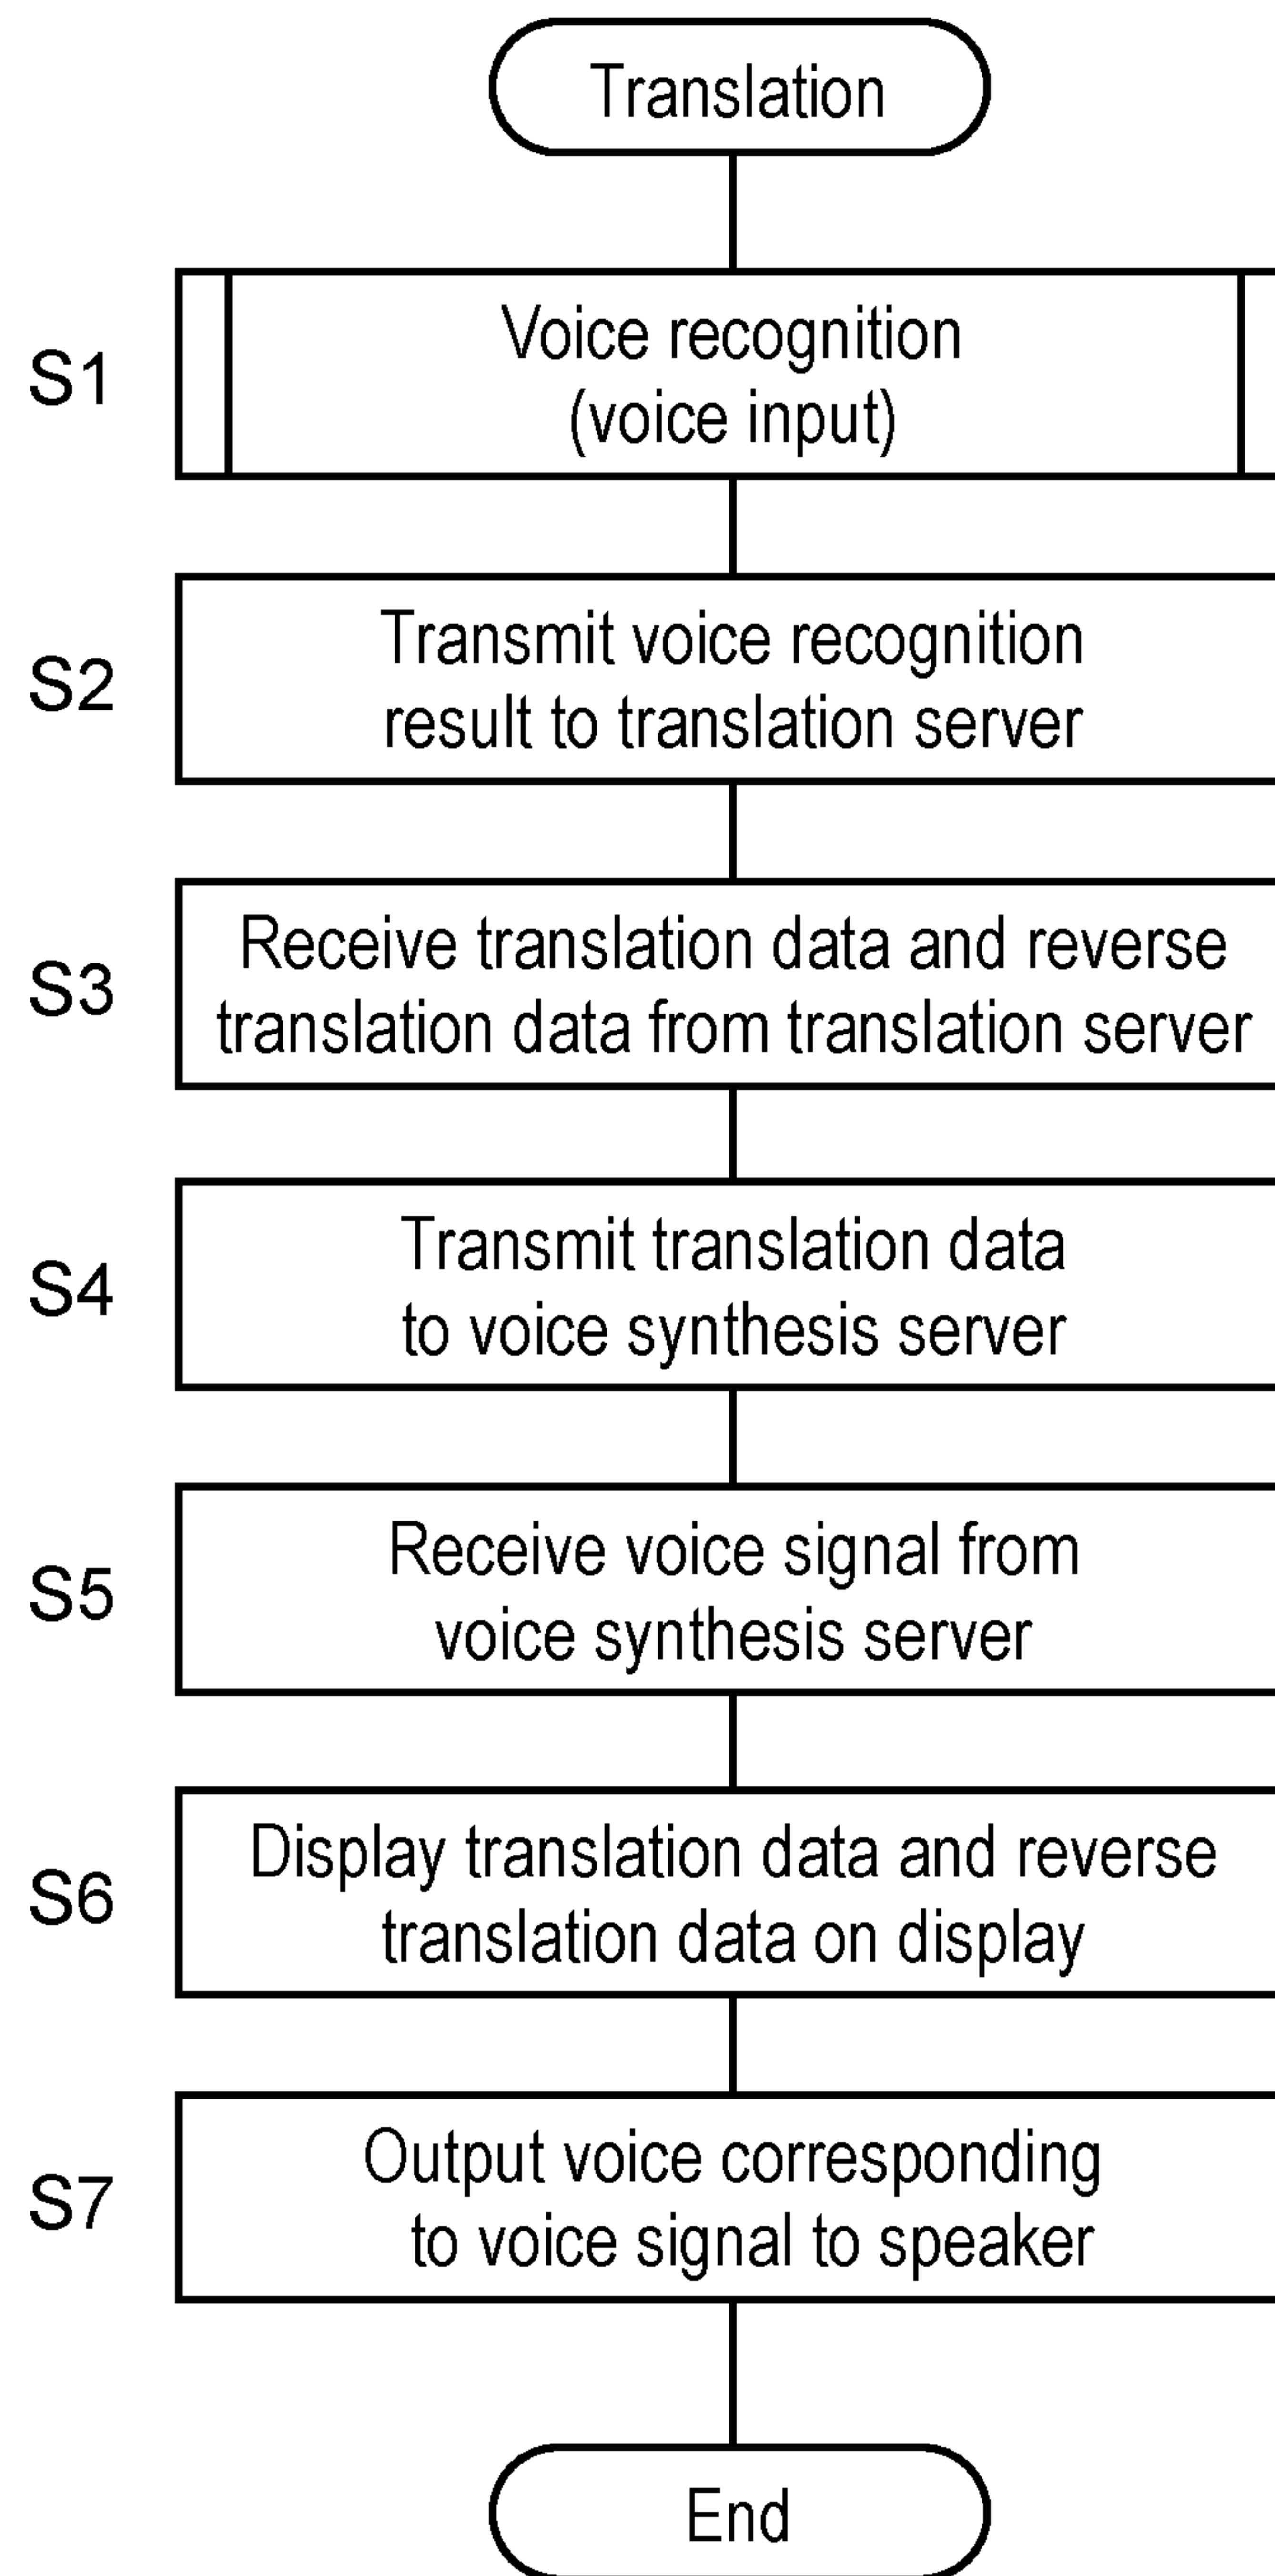 Translation
S1
Voice recognition
(voice input)
S2
Transmit voice recognition
result to translation server
S3
Receive translation data and reverse
translation data from translation server
S4
Transmit translation data
to voice synthesis server
S5
Receive voice signal from
voice synthesis server
S6
Display translation data and reverse
translation data on display
S7
Output voice corresponding
to voice signal to speaker
End